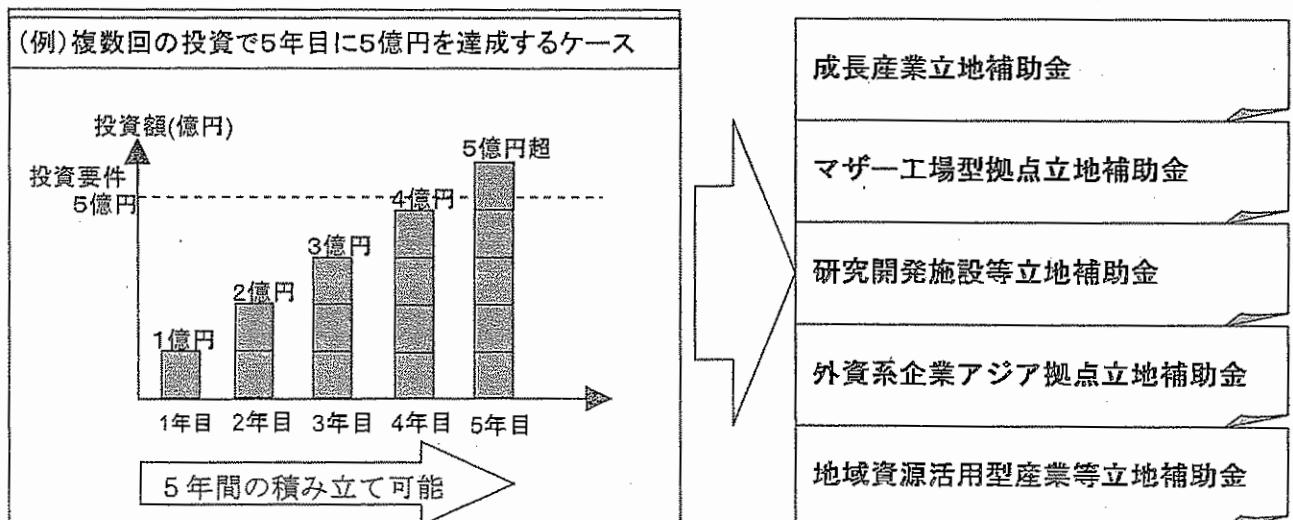 (例)複数回の投資で5年目に5億円を達成するケース
投資額(億円)
投資要件
5億円
1億円
2億円
3億円
4億円
5億円超
1年目
2年目
3年目
4年目
5年目
5年間の積み立て可能
成長産業立地補助金
マザー工場型拠点立地補助金
研究開発施設等立地補助金
外資系企業アジア拠点立地補助金
地域資源活用型産業等立地補助金